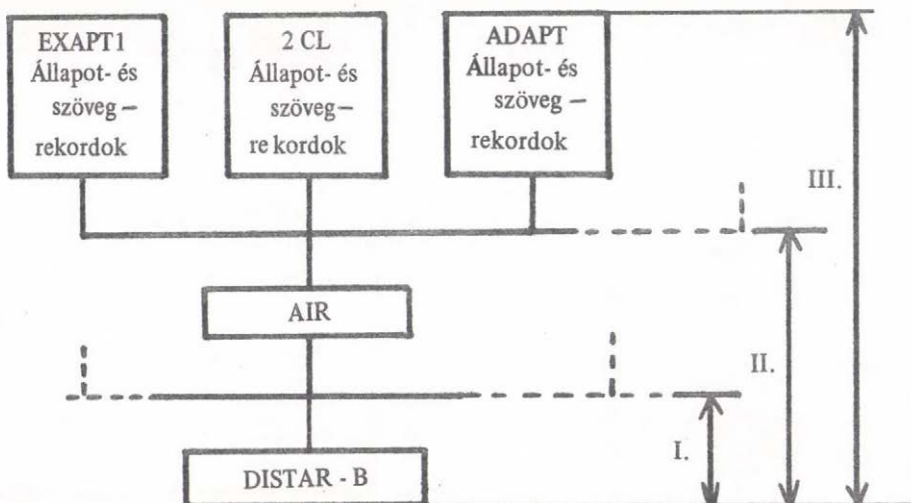 EXAPT1
Állapot- és
szöveg –
rekordok
2 CL
Állapot- és
szöveg–
re kordok
ADAPT
Állapot- és
szöveg –
rekordok
III.
AIR
II.
I.
DISTAR - B